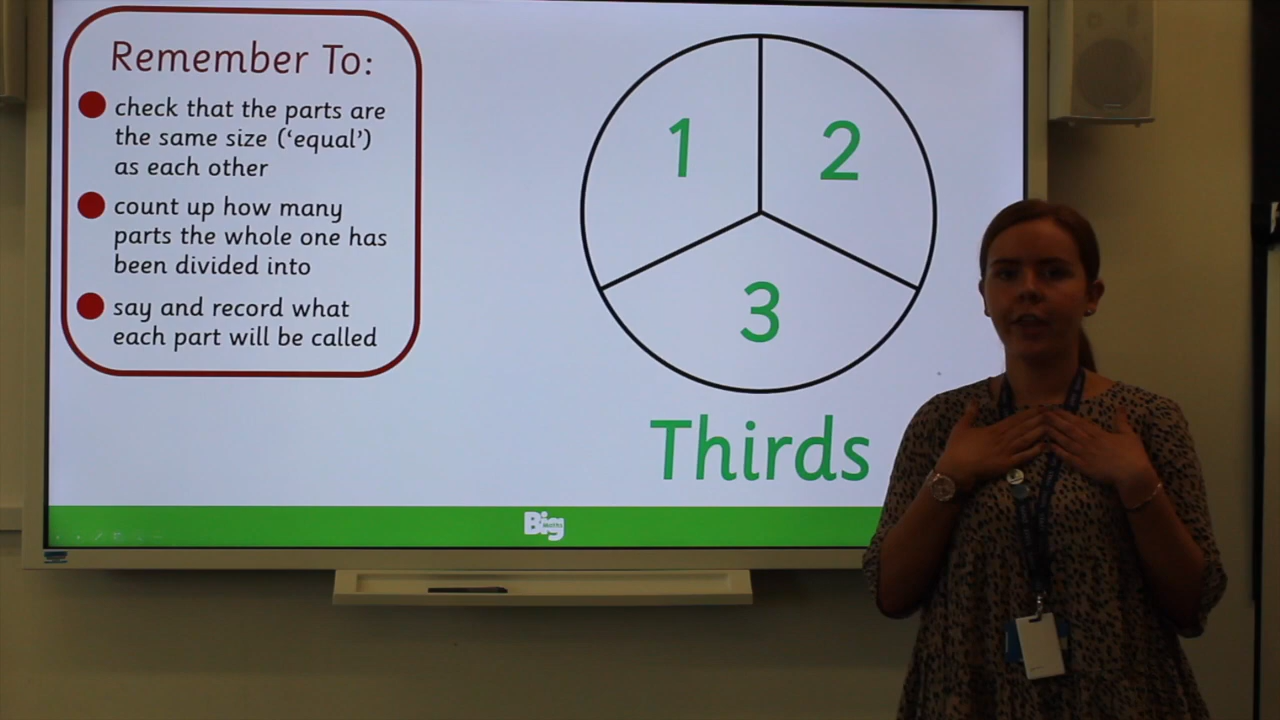 Remember To:
check that the parts are
the same size (‘equal’)
as each other
count up how many
parts the whole one has
been divided into
say and record what
each part will be called
1
2
3
Thirds
Big